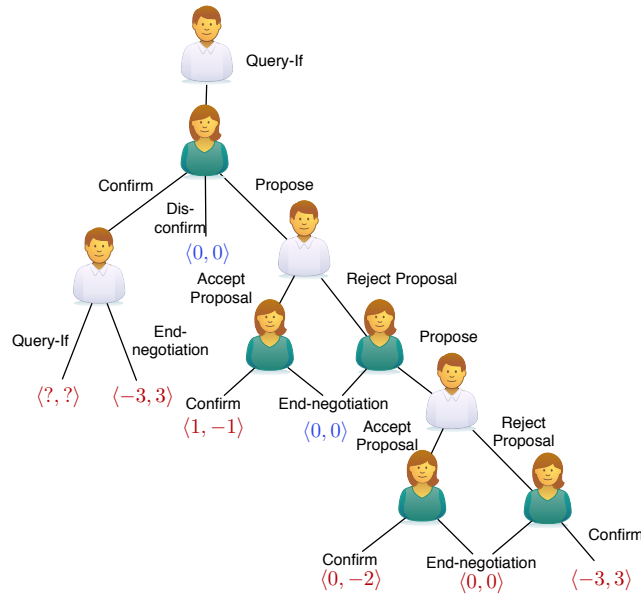 Query-If
Confirm
Dis-
confirm
Propose
⟨0, 0⟩
Accept
Proposal
Reject Proposal
Query-If
End-
negotiation
Propose
⟨?, ?⟩
⟨−3, 3⟩
Confirm
⟨1, −1⟩
End-negotiation
⟨0, 0⟩
Accept
Proposal
Reject
Proposal
Confirm
Confirm
⟨0, −2⟩
End-negotiation
⟨0, 0⟩
⟨−3, 3⟩